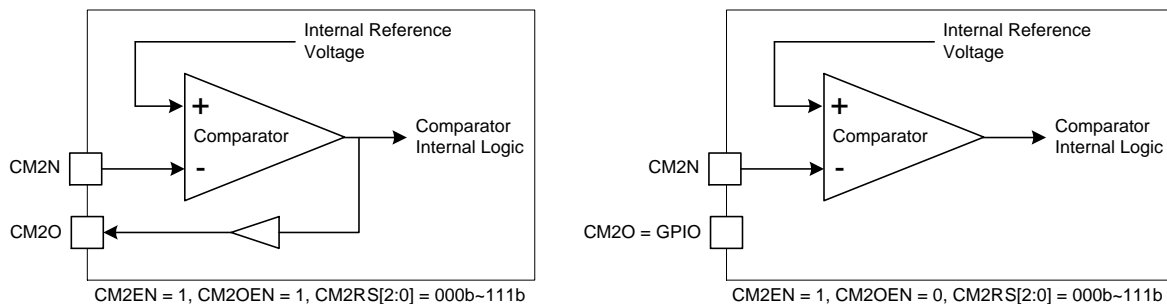 Internal Reference
Voltage
+
Comparator
-
Comparator
Internal Logic
CM2N
CM2O
CM2EN = 1, CM2OEN = 1, CM2RS[2:0] = 000b~111b
Internal Reference
Voltage
+
Comparator
-
Comparator
Internal Logic
CM2N
CM2O = GPIO
CM2EN = 1, CM2OEN = 0, CM2RS[2:0] = 000b~111b